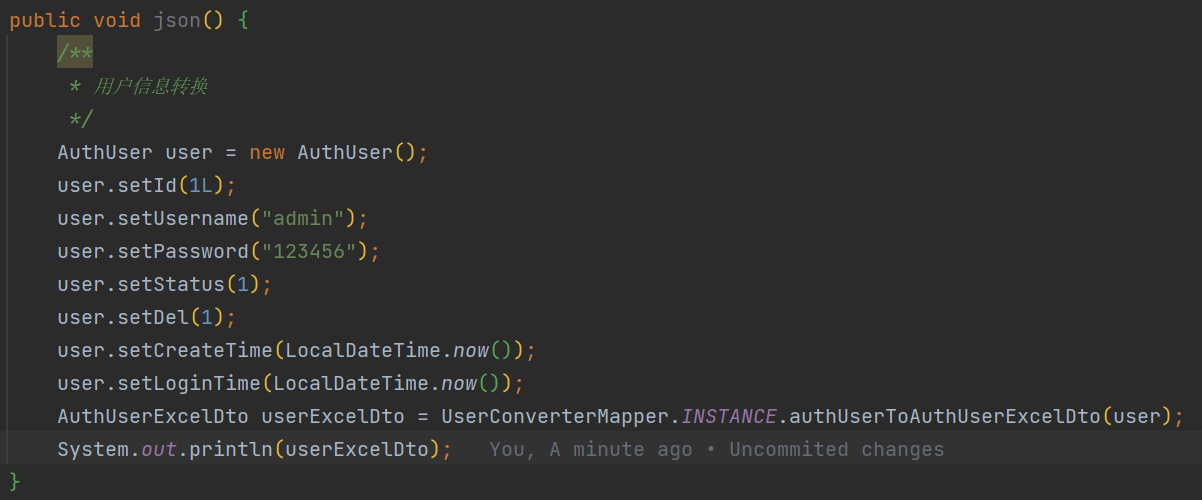 public void json() {
/**
* 用户信息转换
*/
AuthUser user = new AuthUser();
user.setId(1L);
user.setUsername("admin");
user.setPassword("123456");
user.setStatus(1);
user.setDel(1);
user.setCreateTime(LocalDateTime.now());
user.setLoginTime(LocalDateTime.now());
AuthUserExcelDto userExcelDto = UserConverterMapper.INSTANCE.authUserToAuthUserExcelDto(user);
System.out.println(userExcelDto); You, A minute ago • Uncommited changes
}